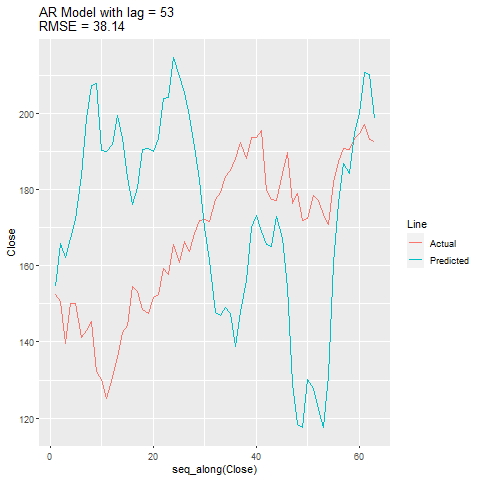 AR Model with lag = 53
RMSE = 38.14
200
180
160
140
120
Close
0
20
40
60
seq_along(Close)
Line
Actual
Predicted